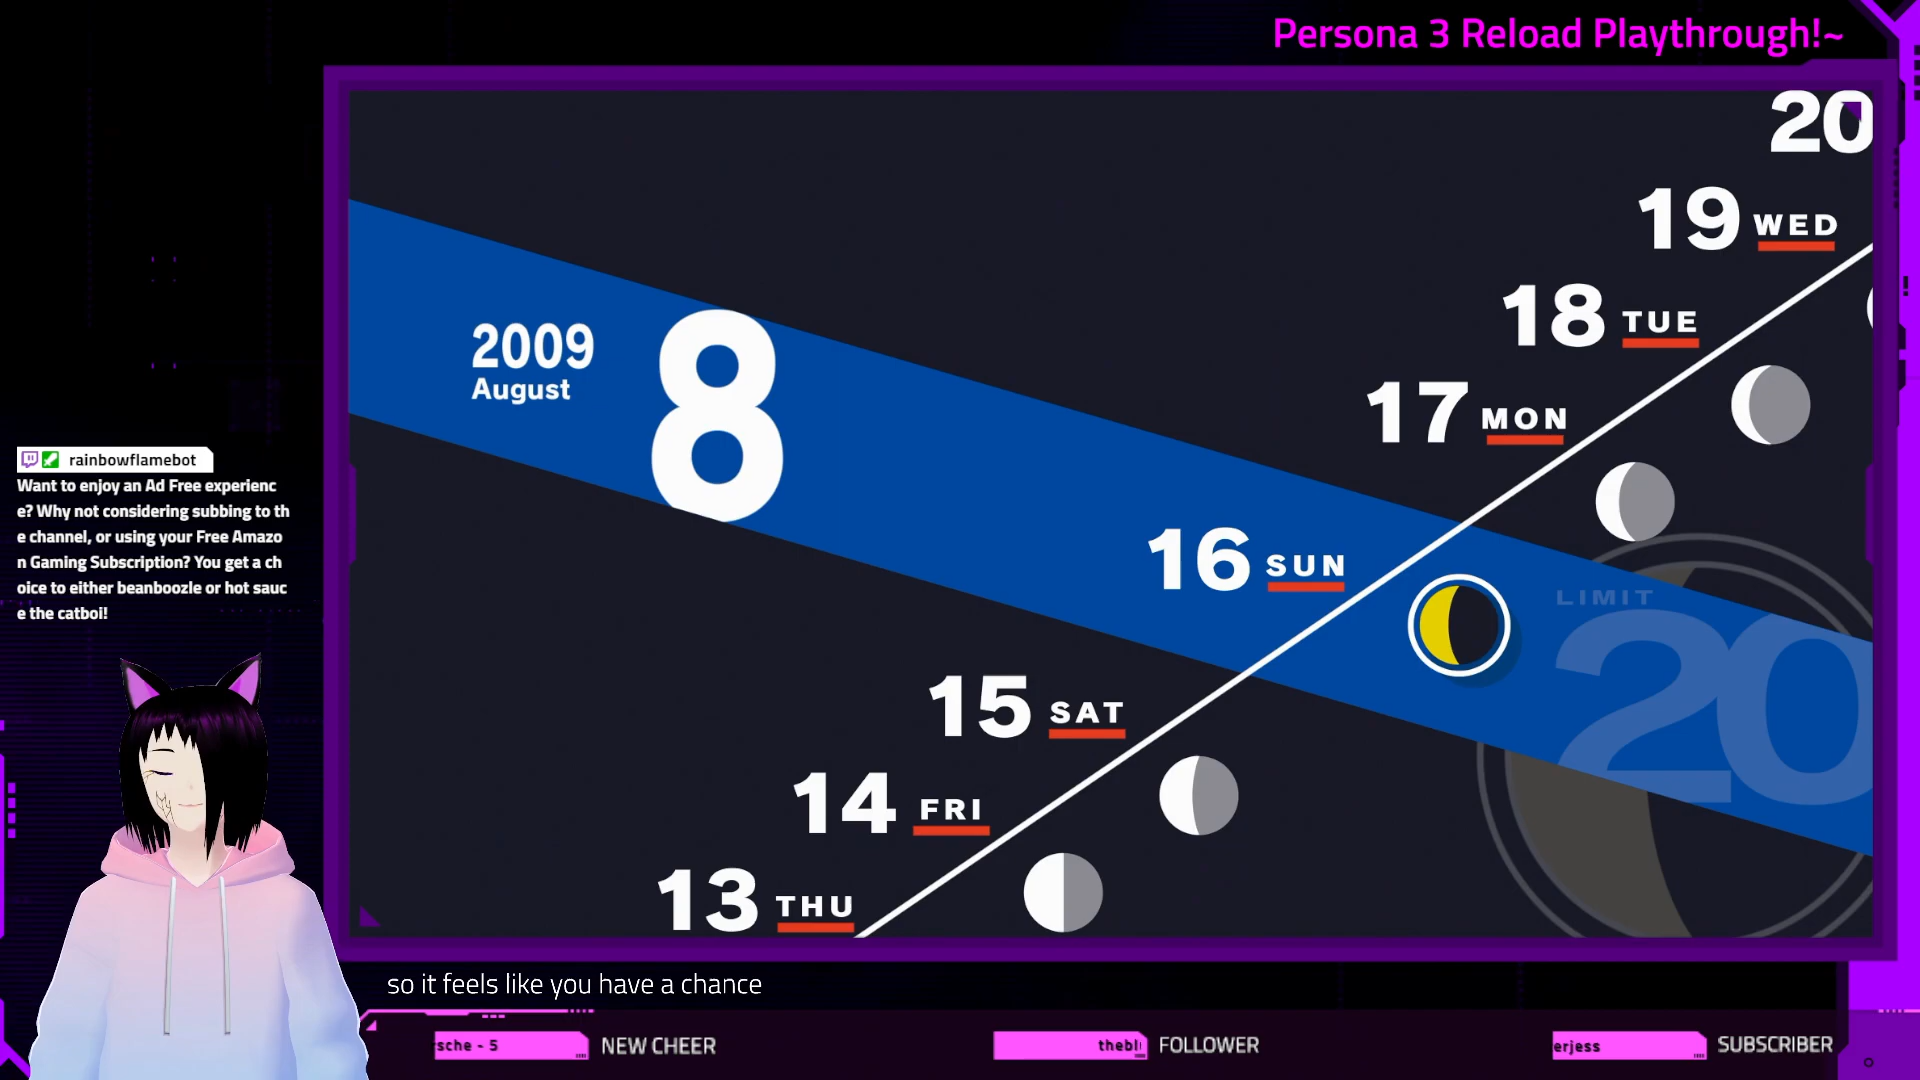 Persona 3 Reload Playthrough!~
20
19 WED
18 TUE
17 MON
2009
August
8
16 SUN
LIMIT
20
15 SAT
14 FRI
13 THU
rainbowflamebot
Want to enjoy an Ad Free experienc
e? Why not considering subbing to th
e channel, or using your Free Amazo
n Gaming Subscription? You get a ch
oice to either beanboozle or hot sauc
e the catboi!
so it feels like you have a chance
sche - 5 NEW CHEER
thebl FOLLOWER
erjess SUBSCRIBER